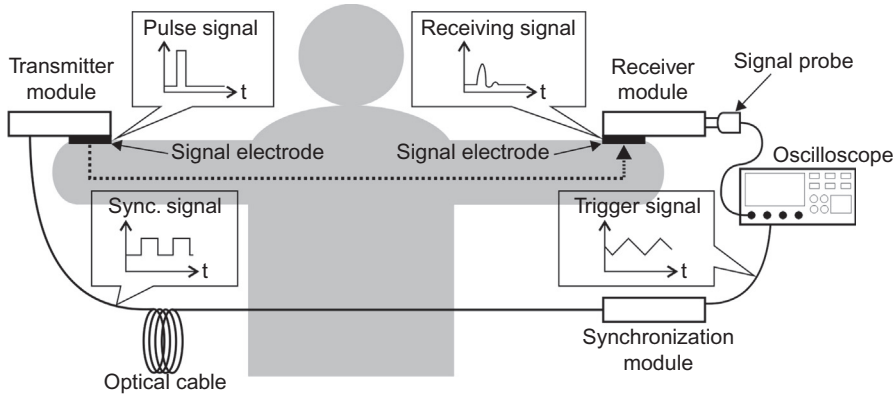 Pulse signal
t
Receiving signal
t
Transmitter
module
Receiver
module
Signal probe
Signal electrode
Signal electrode
Oscilloscope
Sync. signal
t
Trigger signal
t
Synchronization
module
Optical cable